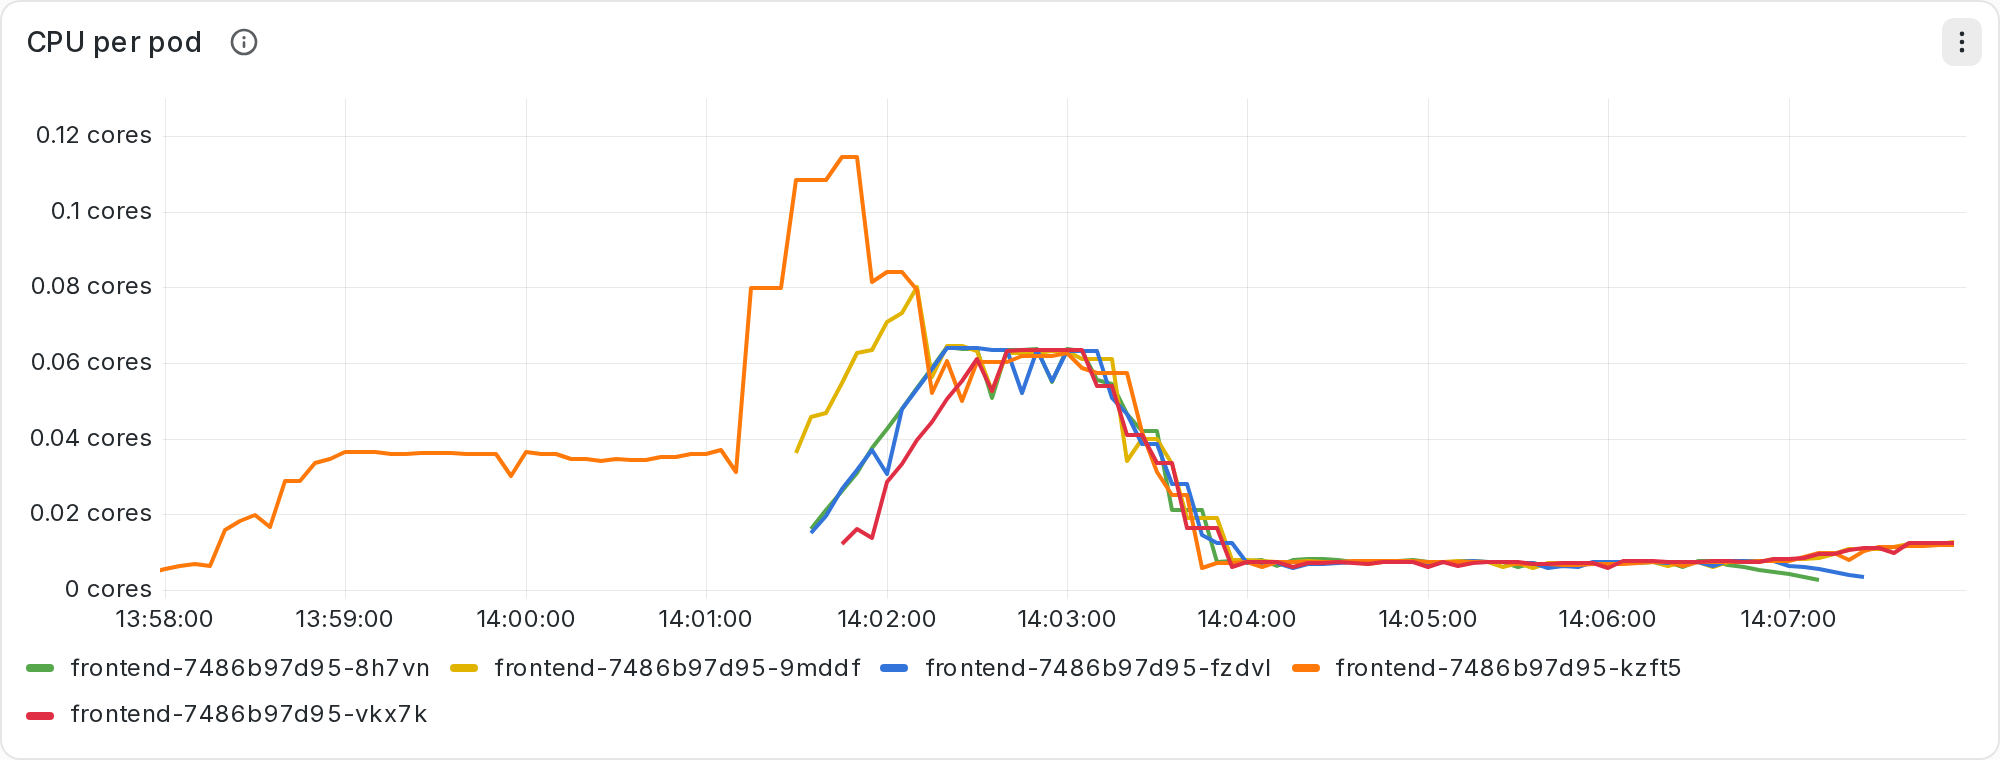 CPU per pod
0.12 cores
0.1 cores
0.08 cores
0.06 cores
0.04 cores
0.02 cores
0 cores
13:58:00 13:59:00 14:00:00 14:01:00 14:02:00 14:03:00 14:04:00 14:05:00 14:06:00 14:07:00
frontend-7486b97d95-8h7vn frontend-7486b97d95-9mddf frontend-7486b97d95-fzdvl frontend-7486b97d95-kzft5
frontend-7486b97d95-vkx7k